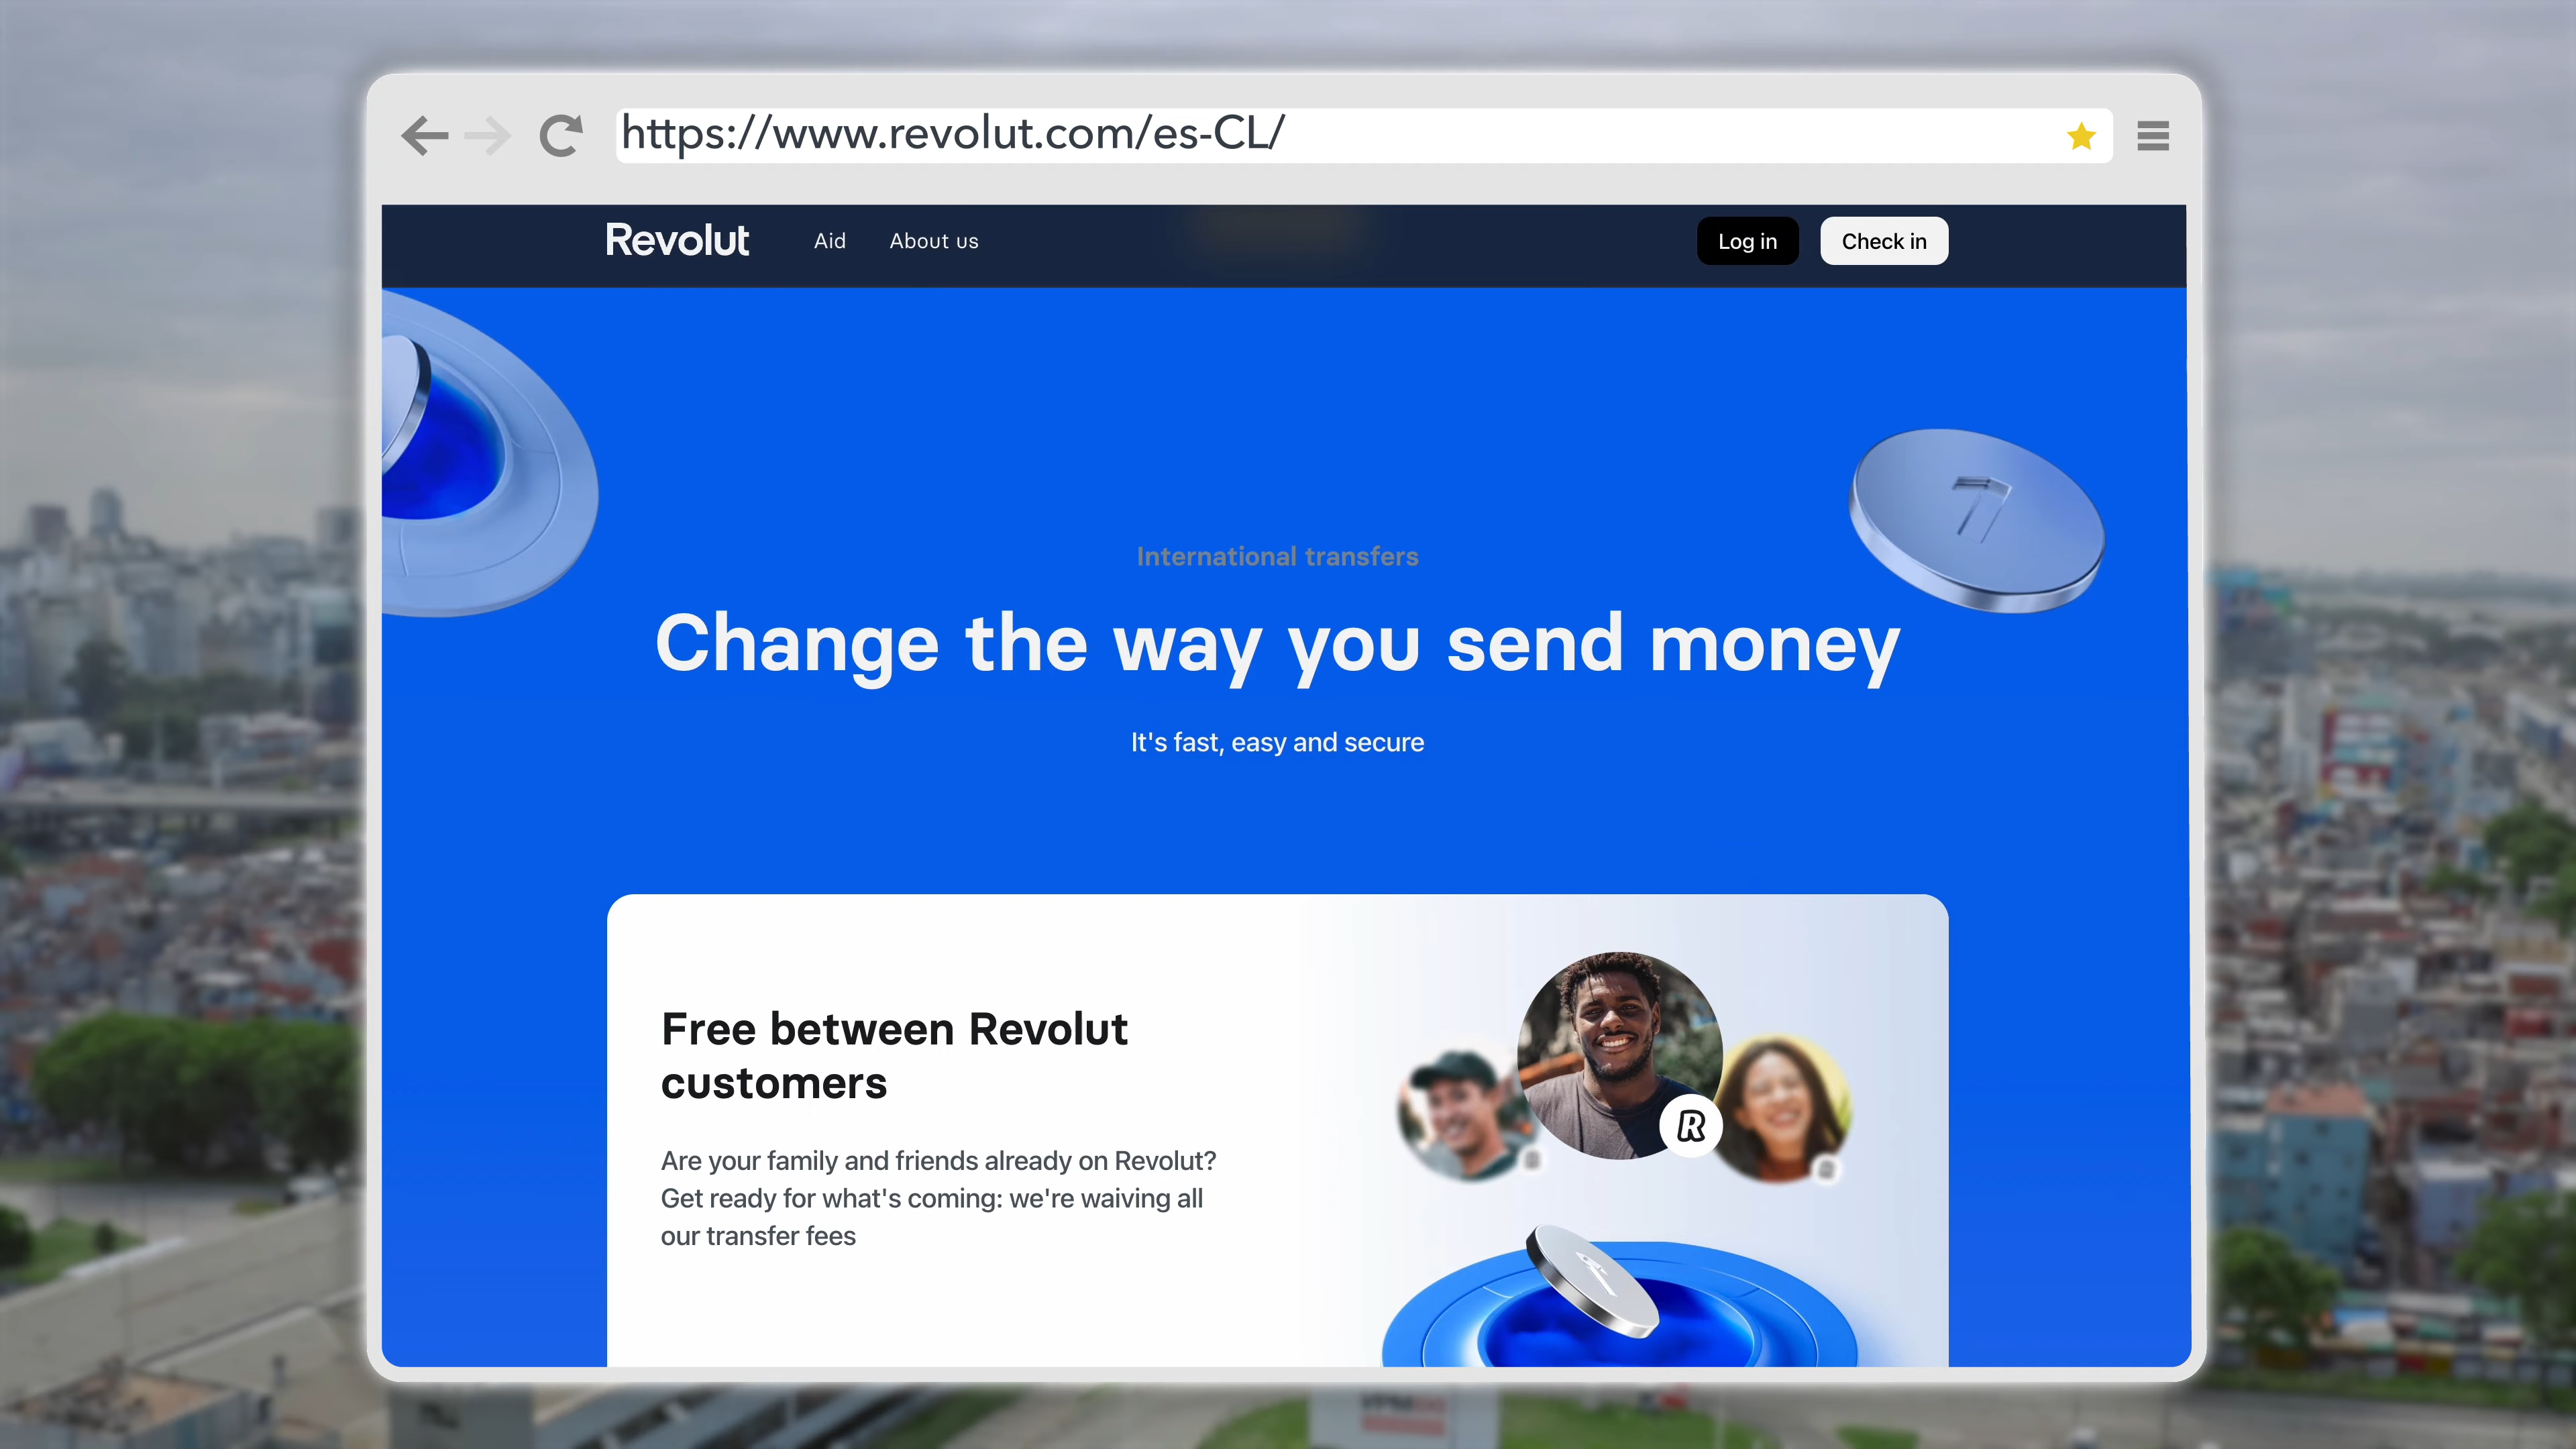 https://www.revolut.com/es-CL/
Revolut
Aid
About us
Log in
Check in
International transfers
Change the way you send money
It's fast, easy and secure
Free between Revolut
customers
Are your family and friends already on Revolut?
Get ready for what's coming: we're waiving all
our transfer fees
R